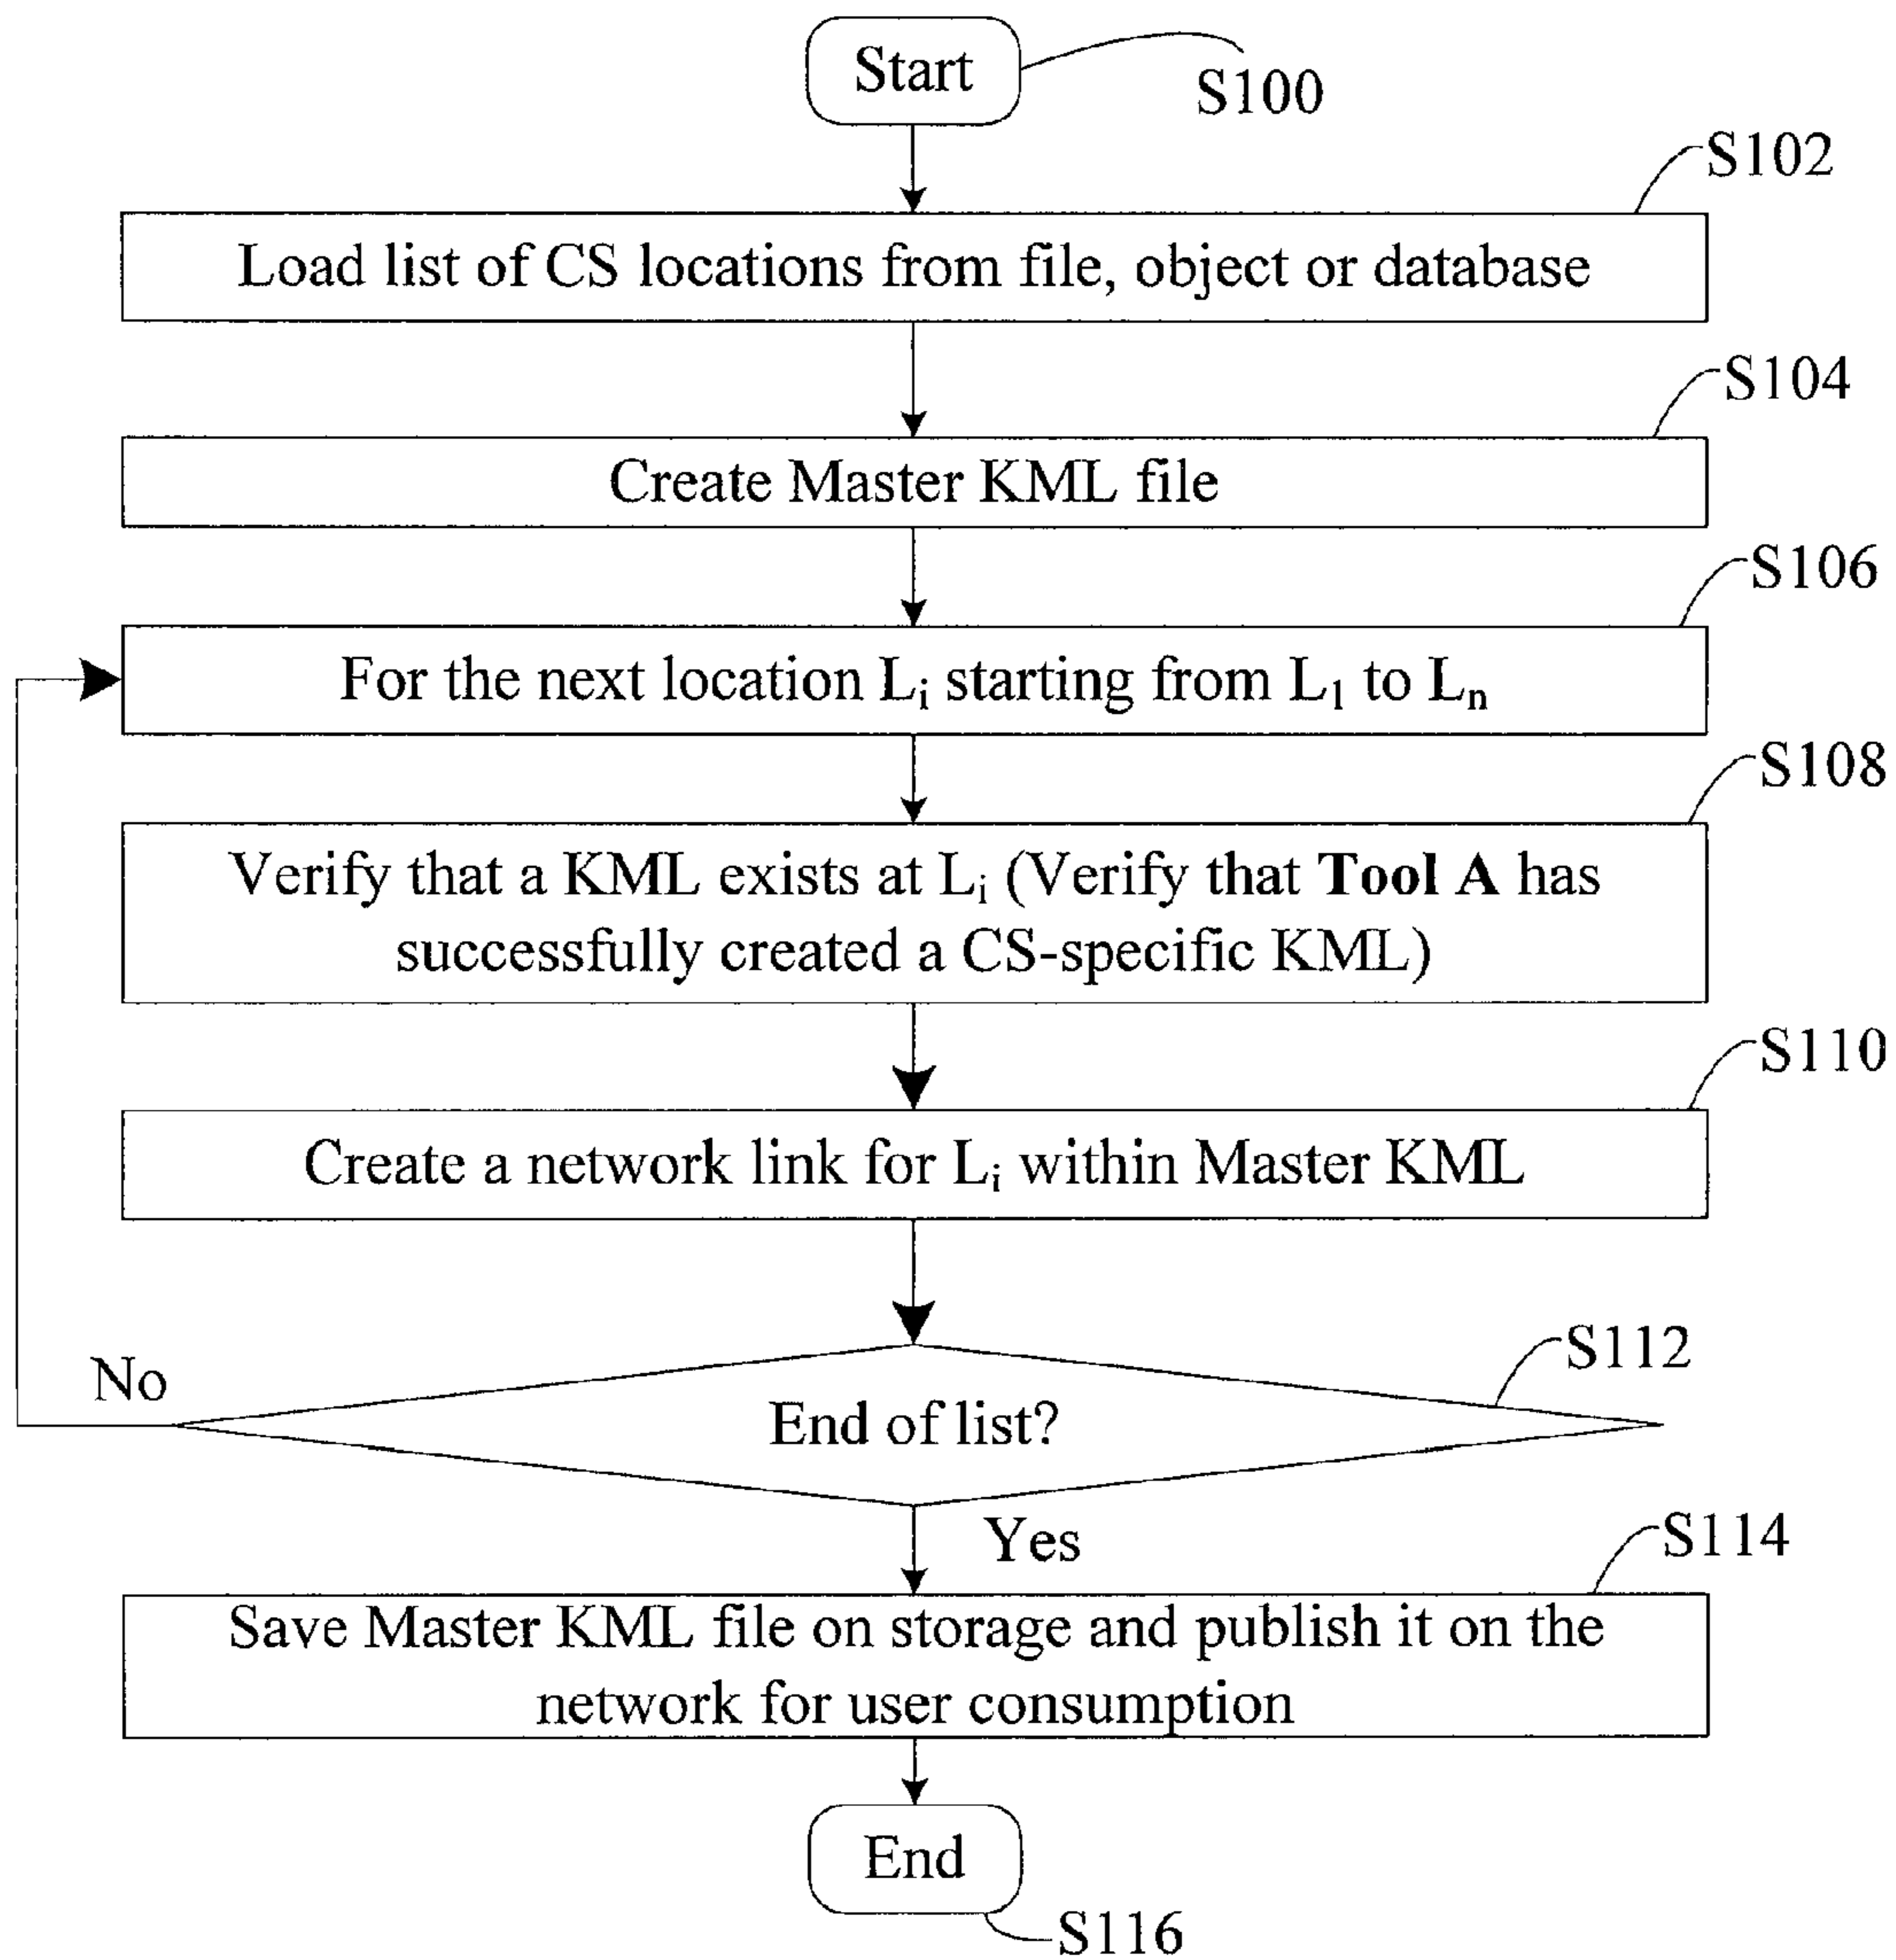 Start
S100
S102
Load list of CS locations from file, object or database
S104
Create Master KML file
S106
For the next location Li starting from L1 to Ln
S108
Verify that a KML exists at Li (Verify that Tool A has
successfully created a CS-specific KML)
S110
Create a network link for Li within Master KML
S112
No
End of list?
Yes
S114
Save Master KML file on storage and publish it on the
network for user consumption
End
S116